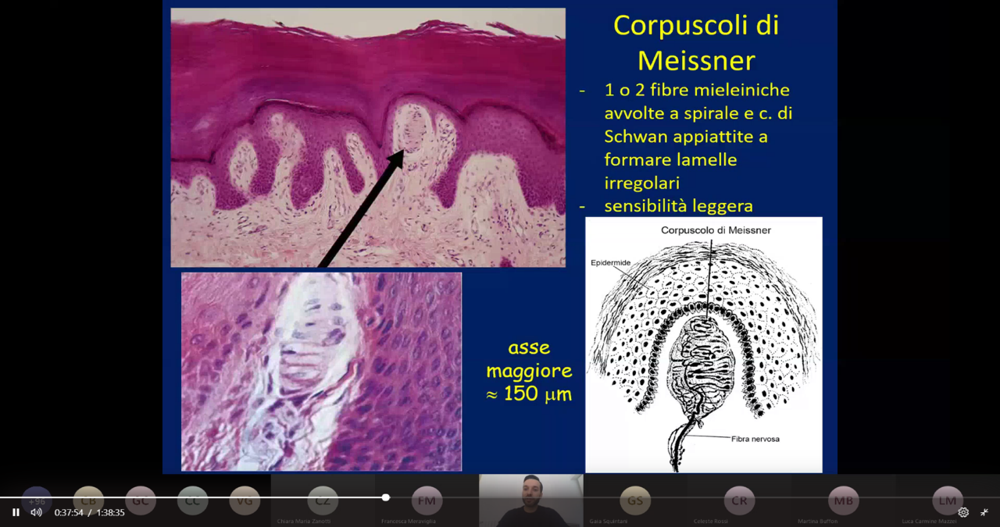 Corpuscoli di
Meissner
- 1 o 2 fibre mieleiniche
avvolte a spirale e c. di
Schwan appiattite a
formare lamelle
irregolari
- sensibilità leggera
Corpuscolo di Meissner
Epidermide
Fibra nervosa
asse
maggiore
≈ 150 μm
+96
CB
GC
CC
VG
CZ
FM
GS
CR
MB
LM
Chiara Maria Zanotti
Francesca Meraviglia
Gaia Squintani
Celeste Rossi
Martina Buffon
Luca Carmine Mazzei
0:37:54 / 1:38:35